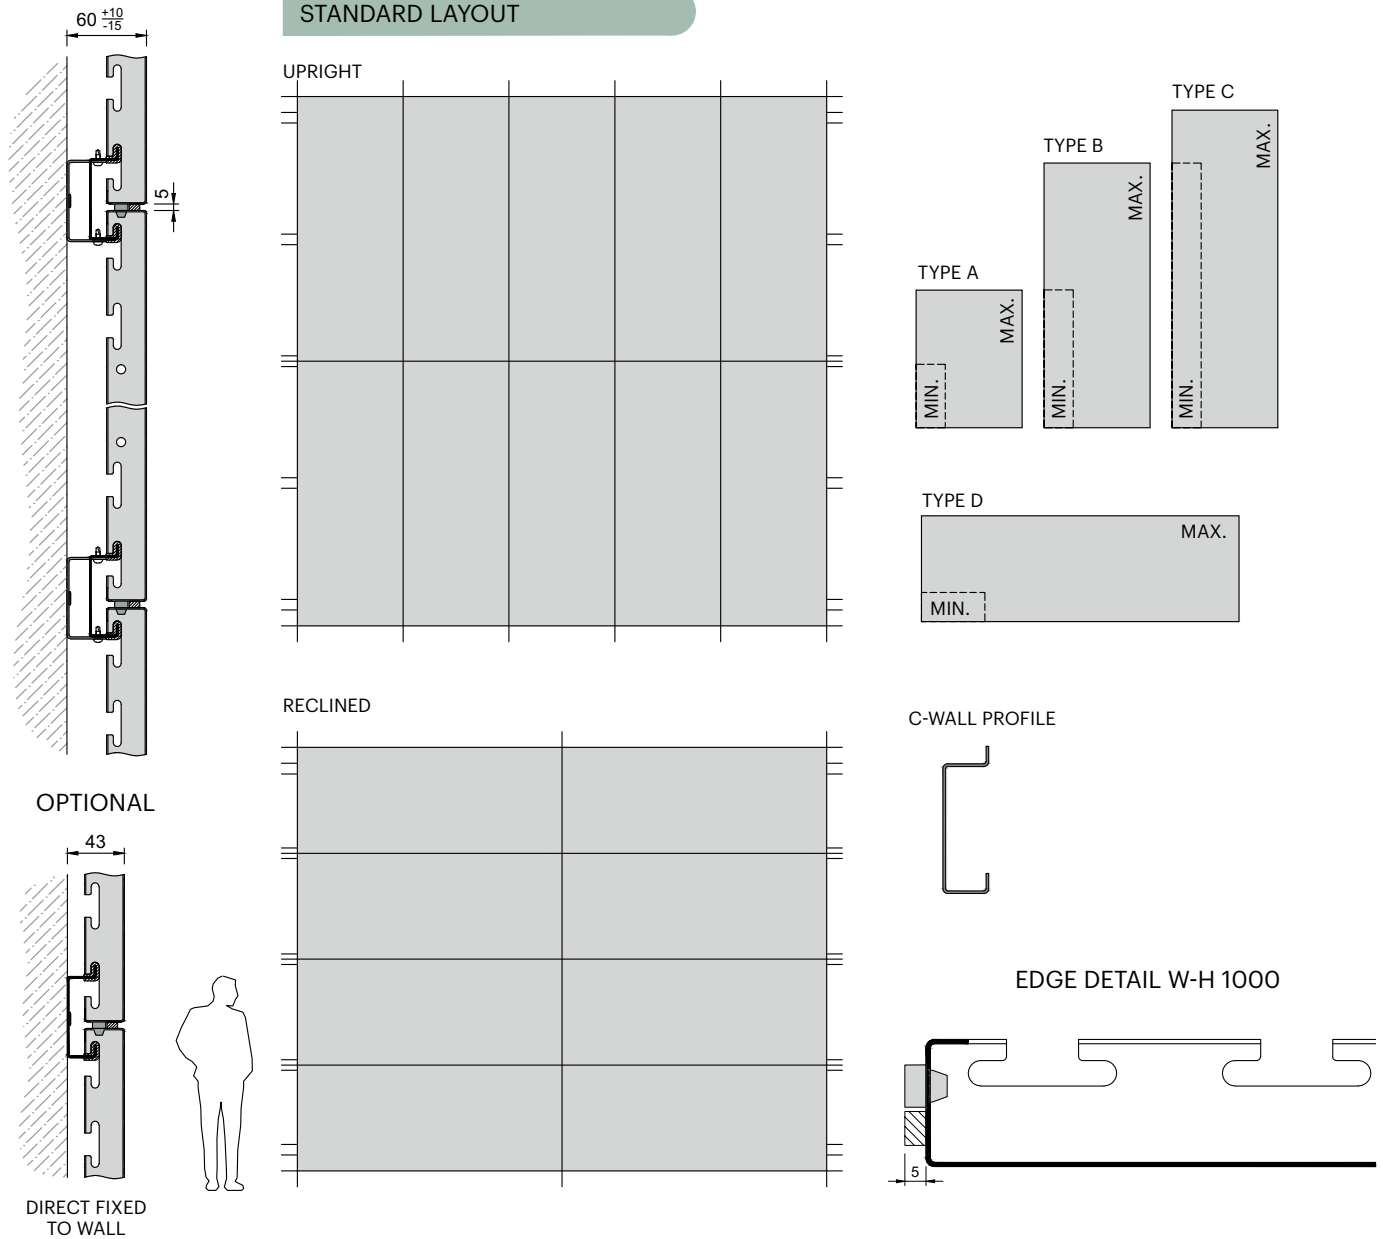 60 +10 -15
STANDARD LAYOUT
UPRIGHT
5
TYPE A
MAX.
MIN.
TYPE B
MAX.
MIN.
TYPE C
MAX.
MIN.
TYPE D
MAX.
MIN.
RECLINED
C-WALL PROFILE
OPTIONAL
43
DIRECT FIXED
TO WALL
EDGE DETAIL W-H 1000
5